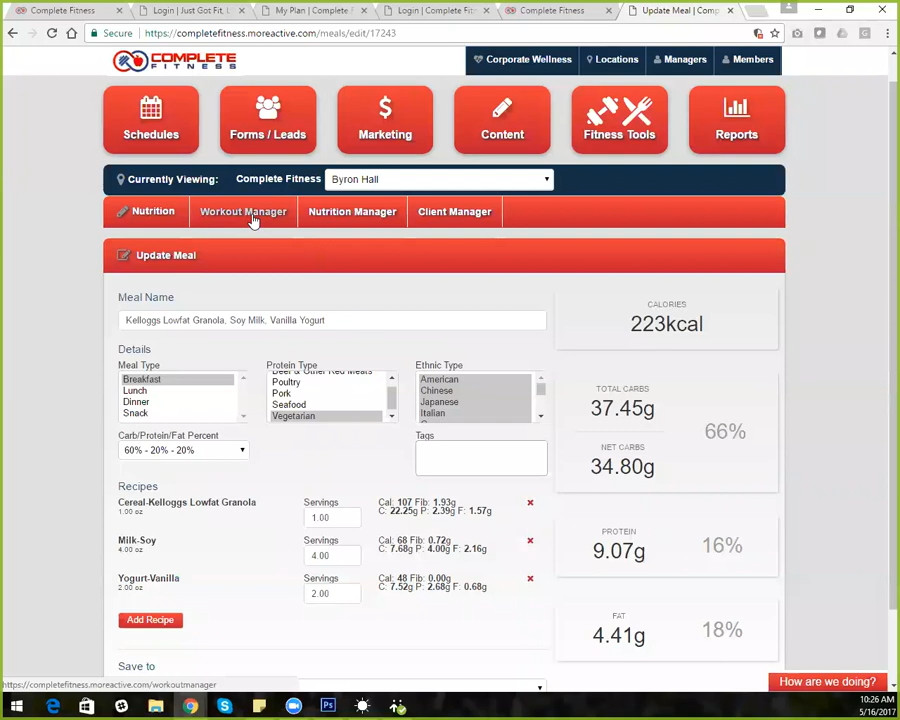 Complete Fitness
Login | Just Got Fit, L
My Plan | Complete F
Login | Complete Fitn
Complete Fitness
Update Meal | Comp
Secure
https://completefitness.moreactive.com/meals/edit/17243
COMPLETE
FITNESS
Corporate Wellness
Locations
Managers
Members
Schedules
Forms / Leads
Marketing
Content
Fitness Tools
Reports
Currently Viewing:
Complete Fitness
Byron Hall
Nutrition
Workout Manager
Nutrition Manager
Client Manager
Update Meal
Meal Name
Kelloggs Lowfat Granola, Soy Milk, Vanilla Yogurt
Details
Meal Type
Breakfast
Lunch
Dinner
Snack
Protein Type
Beef & Other Red Meats
Poultry
Pork
Seafood
Vegetarian
Ethnic Type
American
Chinese
Japanese
Italian
Carb/Protein/Fat Percent
60% - 20% - 20%
Tags
Recipes
Cereal-Kelloggs Lowfat Granola
1.00 oz
Servings
1.00
Cal: 107 Fib: 1.93g
C: 22.25g P: 2.39g F: 1.57g
Milk-Soy
4.00 oz
Servings
4.00
Cal: 68 Fib: 0.72g
C: 7.68g P: 4.00g F: 2.16g
Yogurt-Vanilla
2.00 oz
Servings
2.00
Cal: 48 Fib: 0.00g
C: 7.52g P: 2.68g F: 0.68g
Add Recipe
Save to
CALORIES
223kcal
TOTAL CARBS
37.45g
NET CARBS
34.80g
66%
PROTEIN
9.07g
16%
FAT
4.41g
18%
How are we doing?
https://completefitness.moreactive.com/workoutmanager
10:26 AM
5/16/2017